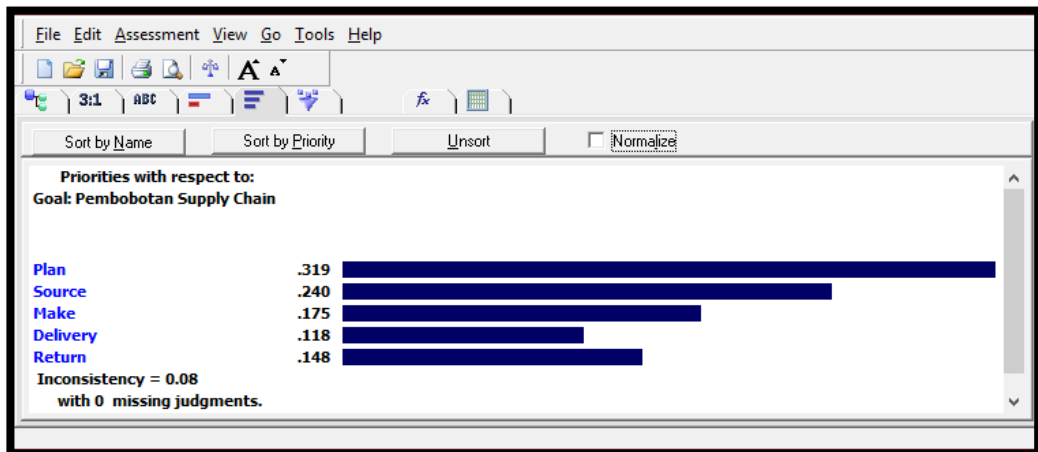 File Edit Assessment View Go Tools Help
A A
3:1 ABC fx
Sort by Name Sort by Priority Unsort Normalize
Priorities with respect to:
Goal: Pembobotan Supply Chain
Plan .319
Source .240
Make .175
Delivery .118
Return .148
Inconsistency = 0.08
with 0 missing judgments.